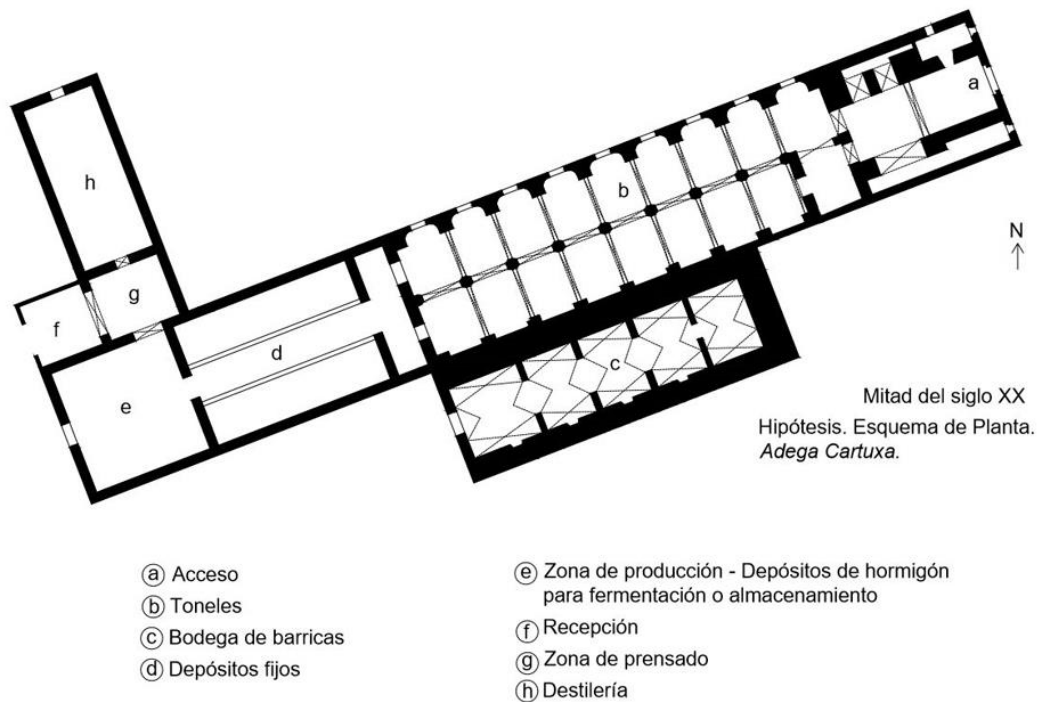 a
h
b
N
g
f
d
c
e
Mitad del siglo XX
Hipótesis. Esquema de Planta.
Adega Cartuxa.
ⓐ Acceso
ⓑ Toneles
ⓒ Bodega de barricas
ⓓ Depósitos fijos
ⓔ Zona de producción - Depósitos de hormigón
para fermentación o almacenamiento
ⓕ Recepción
ⓖ Zona de prensado
ⓗ Destilería